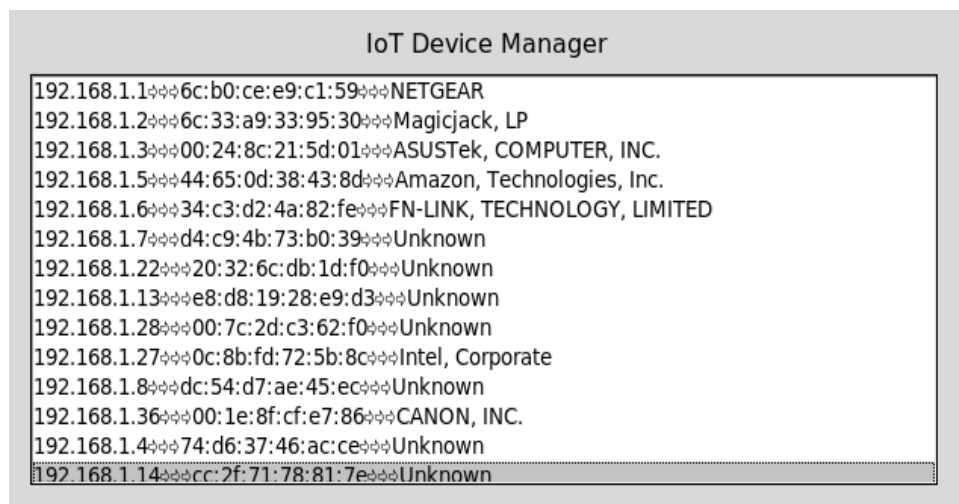 IoT Device Manager
192.168.1.1⇨⇨⇨6c:b0:ce:e9:c1:59⇨⇨⇨NETGEAR
192.168.1.2⇨⇨⇨6c:33:a9:33:95:30⇨⇨⇨Magicjack, LP
192.168.1.3⇨⇨⇨00:24:8c:21:5d:01⇨⇨⇨ASUSTek, COMPUTER, INC.
192.168.1.5⇨⇨⇨44:65:0d:38:43:8d⇨⇨⇨Amazon, Technologies, Inc.
192.168.1.6⇨⇨⇨34:c3:d2:4a:82:fe⇨⇨⇨FN-LINK, TECHNOLOGY, LIMITED
192.168.1.7⇨⇨⇨d4:c9:4b:73:b0:39⇨⇨⇨Unknown
192.168.1.22⇨⇨⇨20:32:6c:db:1d:f0⇨⇨⇨Unknown
192.168.1.13⇨⇨⇨e8:d8:19:28:e9:d3⇨⇨⇨Unknown
192.168.1.28⇨⇨⇨00:7c:2d:c3:62:f0⇨⇨⇨Unknown
192.168.1.27⇨⇨⇨0c:8b:fd:72:5b:8c⇨⇨⇨Intel, Corporate
192.168.1.8⇨⇨⇨dc:54:d7:ae:45:ec⇨⇨⇨Unknown
192.168.1.36⇨⇨⇨00:1e:8f:cf:e7:86⇨⇨⇨CANON, INC.
192.168.1.4⇨⇨⇨74:d6:37:46:ac:ce⇨⇨⇨Unknown
192.168.1.14⇨⇨⇨cc:2f:71:78:81:7e⇨⇨⇨Unknown